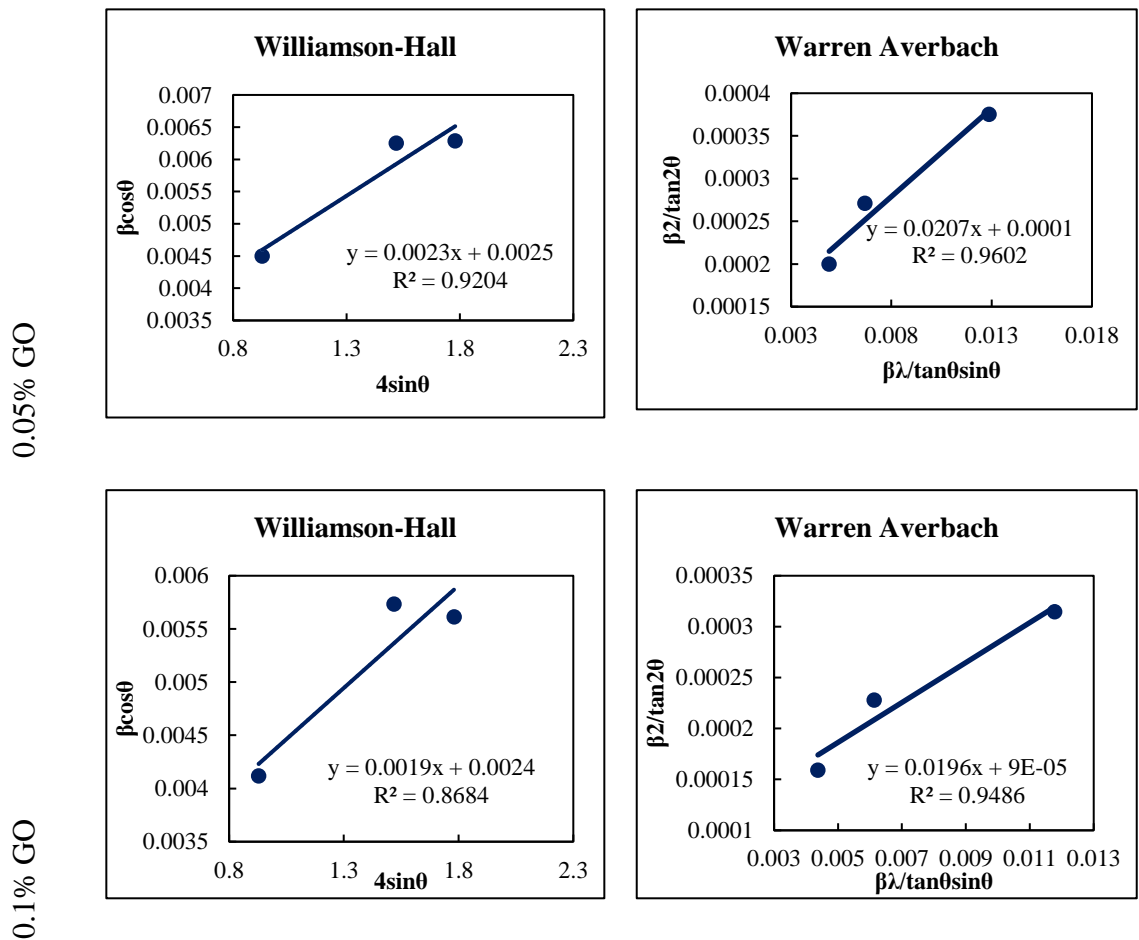 0.05% GO
Williamson-Hall
βcosθ
0.007
0.0065
0.006
0.0055
0.005
0.0045
0.004
0.0035
y = 0.0023x + 0.0025
R² = 0.9204
0.8 1.3 1.8 2.3
4sinθ
Warren Averbach
β2/tan2θ
0.0004
0.00035
0.0003
0.00025
0.0002
0.00015
y = 0.0207x + 0.0001
R² = 0.9602
0.003 0.008 0.013 0.018
βλ/tanθsinθ
0.1% GO
Williamson-Hall
βcosθ
0.006
0.0055
0.005
0.0045
0.004
0.0035
y = 0.0019x + 0.0024
R² = 0.8684
0.8 1.3 1.8 2.3
4sinθ
Warren Averbach
β2/tan2θ
0.00035
0.0003
0.00025
0.0002
0.00015
0.0001
y = 0.0196x + 9E-05
R² = 0.9486
0.003 0.005 0.007 0.009 0.011 0.013
βλ/tanθsinθ